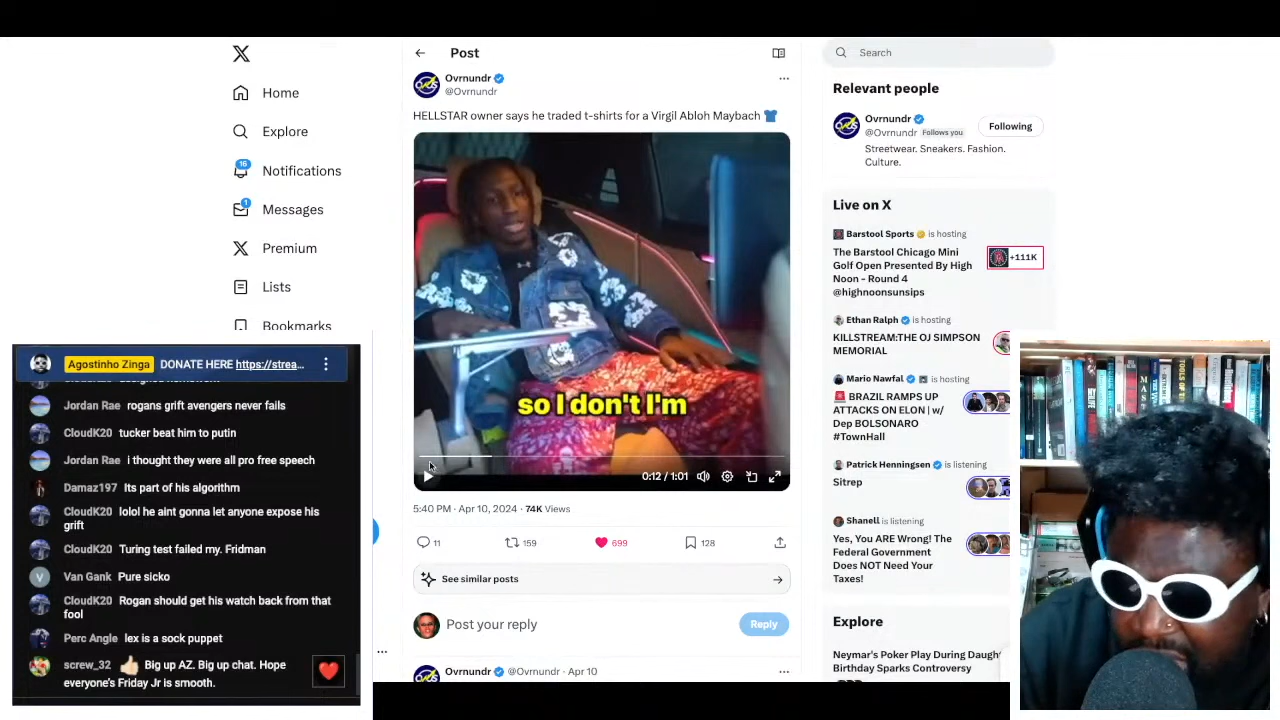 Home
Explore
16
Notifications
1
Messages
Premium
Lists
Bookmarks
Post
Ovrnundr
@Ovrnundr
HELLSTAR owner says he traded t-shirts for a Virgil Abloh Maybach
so I don't I'm
0:12 / 1:01
5:40 PM · Apr 10, 2024 · 74K Views
11
159
699
128
See similar posts
Post your reply
Reply
Ovrnundr @Ovrnundr · Apr 10
Search
Relevant people
Ovrnundr
@Ovrnundr Follows you
Following
Streetwear. Sneakers. Fashion.
Culture.
Live on X
Barstool Sports is hosting
The Barstool Chicago Mini
Golf Open Presented By High
Noon - Round 4
@highnoonsunsips
+111K
Ethan Ralph is hosting
KILLSTREAM:THE OJ SIMPSON
MEMORIAL
Mario Nawfal is hosting
BRAZIL RAMPS UP
ATTACKS ON ELON | w/
Dep BOLSONARO
#TownHall
Patrick Henningsen is listening
Sitrep
Shanell is listening
Yes, You ARE Wrong! The
Federal Government
Does NOT Need Your
Taxes!
Explore
Neymar's Poker Play During Daught
Birthday Sparks Controversy
Agostinho Zinga DONATE HERE https://strea...
Jordan Rae rogans grift avengers never fails
CloudK20 tucker beat him to putin
Jordan Rae i thought they were all pro free speech
Damaz197 Its part of his algorithm
CloudK20 lolol he aint gonna let anyone expose his
grift
CloudK20 Turing test failed my. Fridman
V
Van Gank Pure sicko
CloudK20 Rogan should get his watch back from that
fool
Perc Angle lex is a sock puppet
screw_32 Big up AZ. Big up chat. Hope
everyone's Friday Jr is smooth.